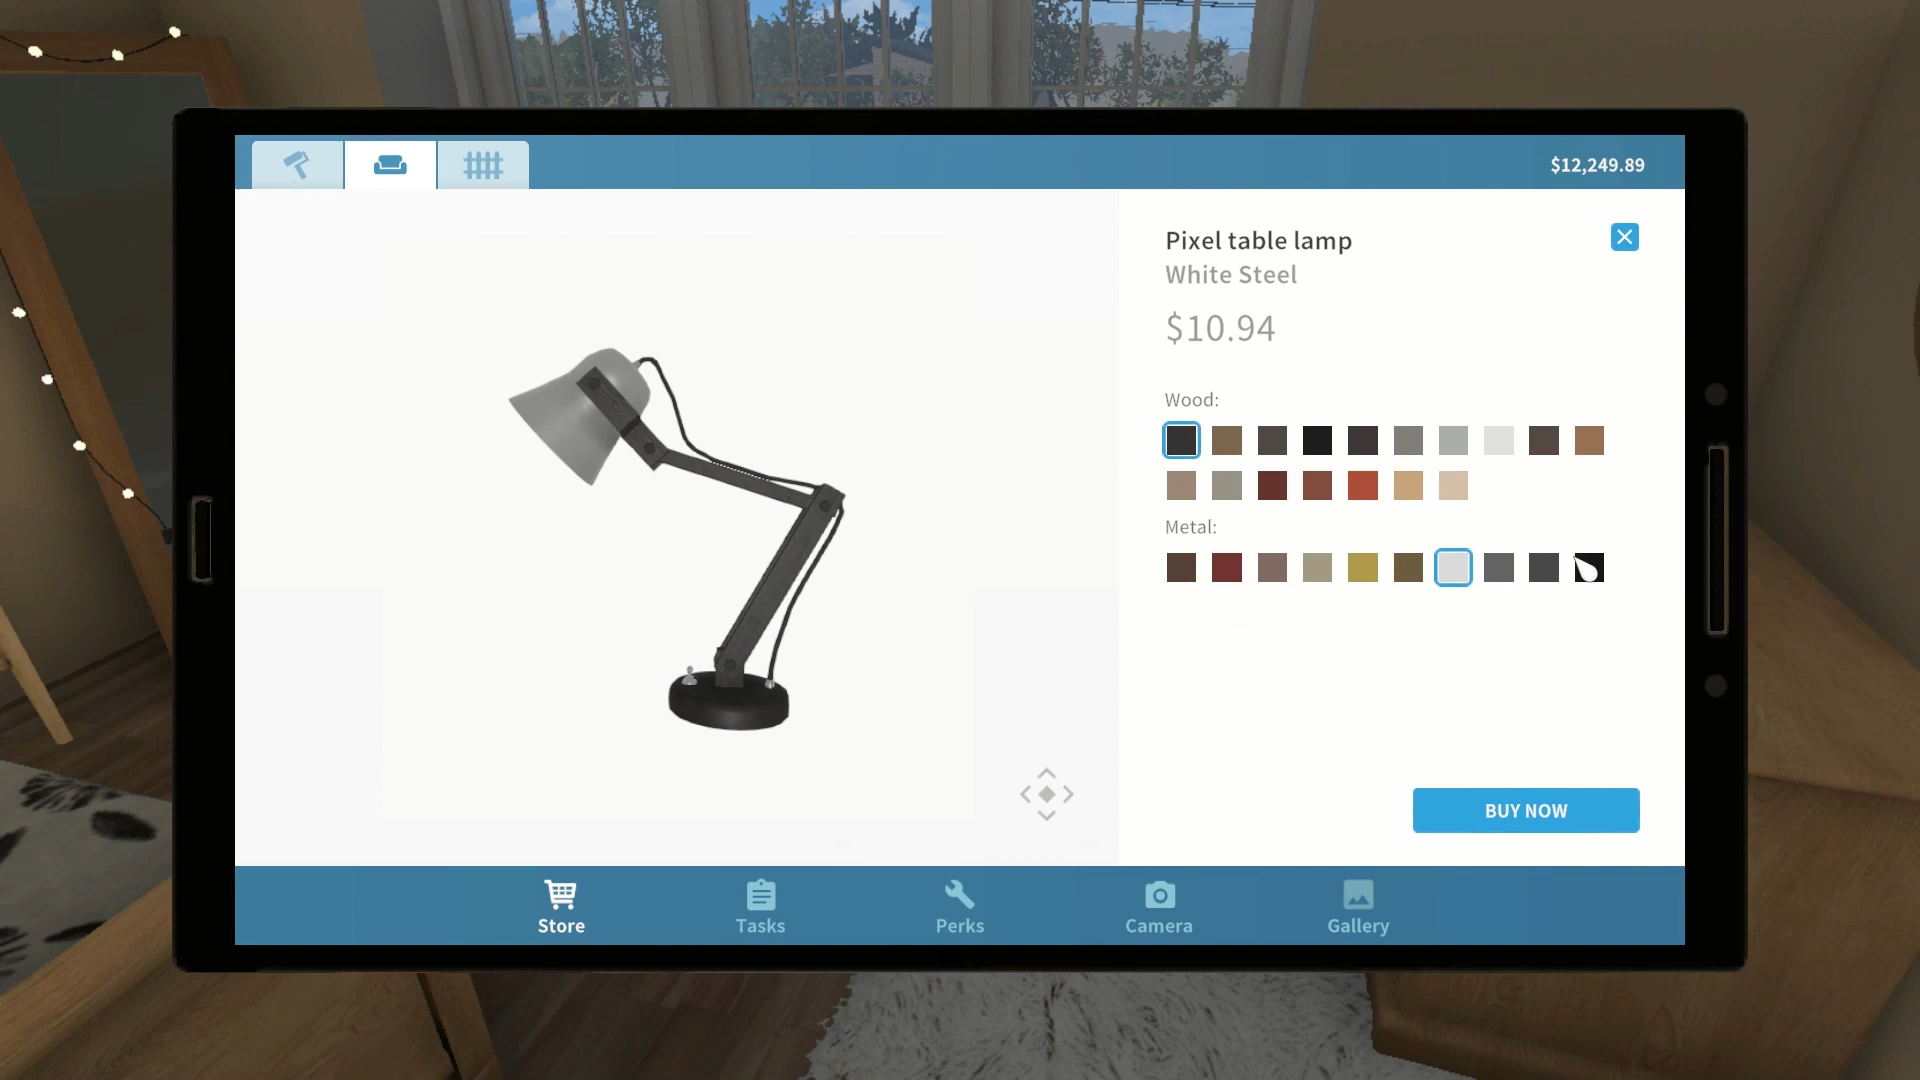 $12,249.89
Pixel table lamp
White Steel
$10.94
Wood:
Metal:
BUY NOW
Store
Tasks
Perks
Camera
Gallery